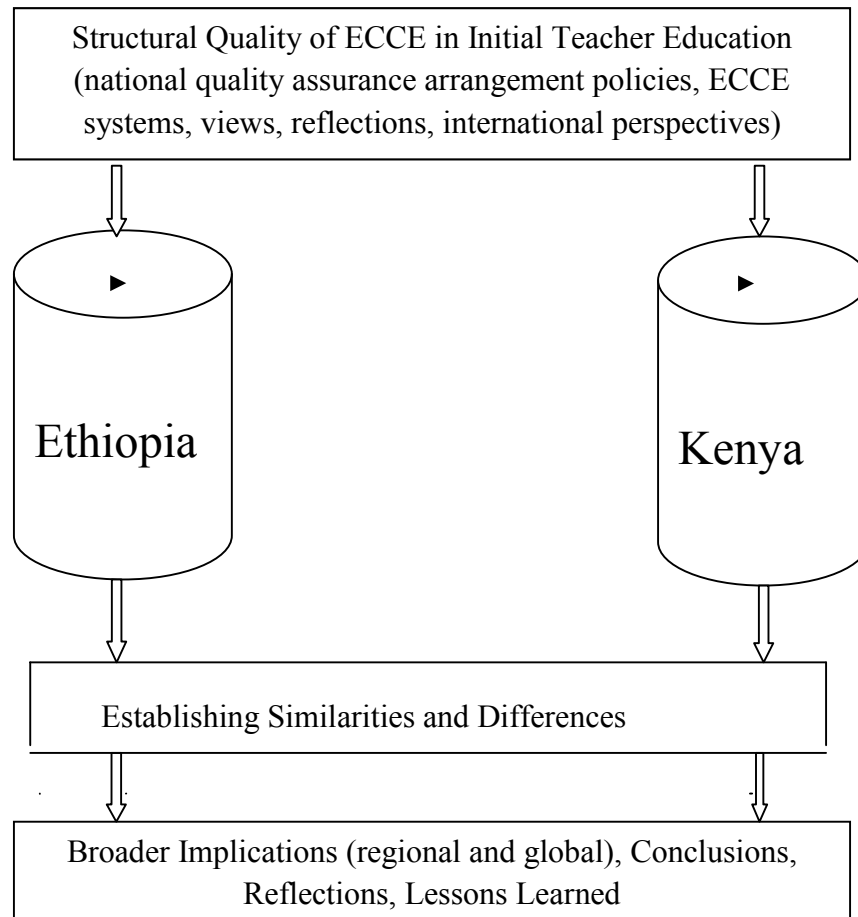 Structural Quality of ECCE in Initial Teacher Education
(national quality assurance arrangement policies, ECCE
systems, views, reflections, international perspectives)
Ethiopia
Kenya
Establishing Similarities and Differences
Broader Implications (regional and global), Conclusions,
Reflections, Lessons Learned